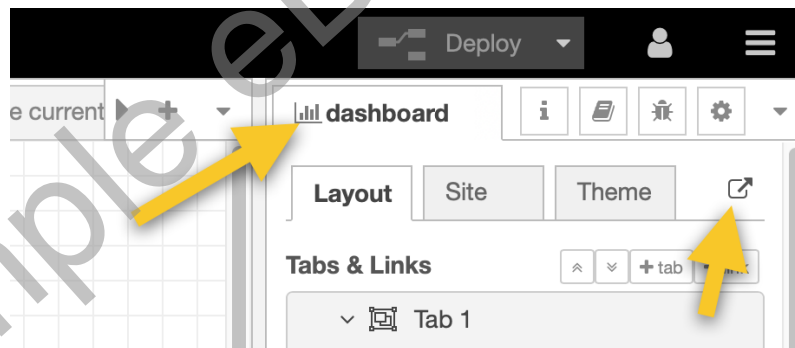 Deploy
e current
dashboard
i
Layout
Site
Theme
Tabs & Links
+ tab
Tab 1